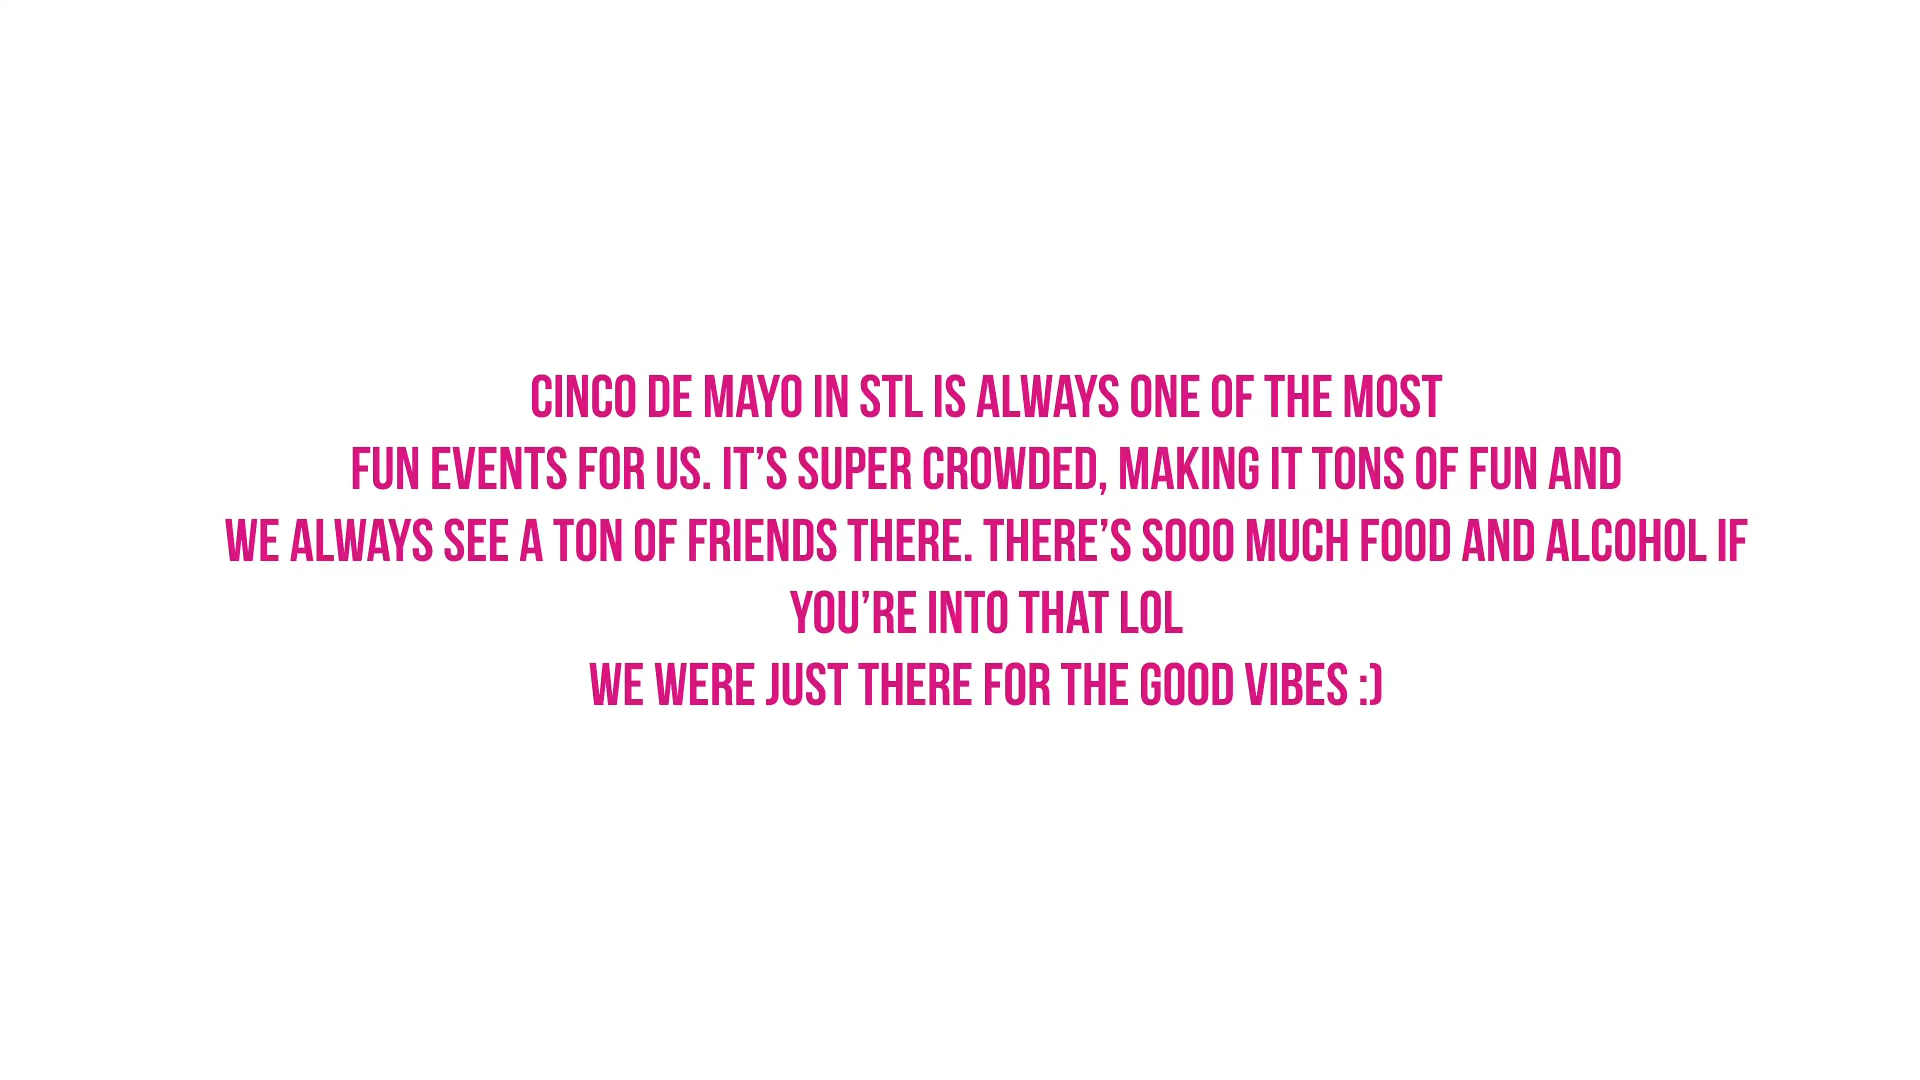 CINCO DE MAYO IN STL IS ALWAYS ONE OF THE MOST
FUN EVENTS FOR US. IT’S SUPER CROWDED, MAKING IT TONS OF FUN AND
WE ALWAYS SEE A TON OF FRIENDS THERE. THERE’S SOOO MUCH FOOD AND ALCOHOL IF
YOU’RE INTO THAT LOL
WE WERE JUST THERE FOR THE GOOD VIBES :)